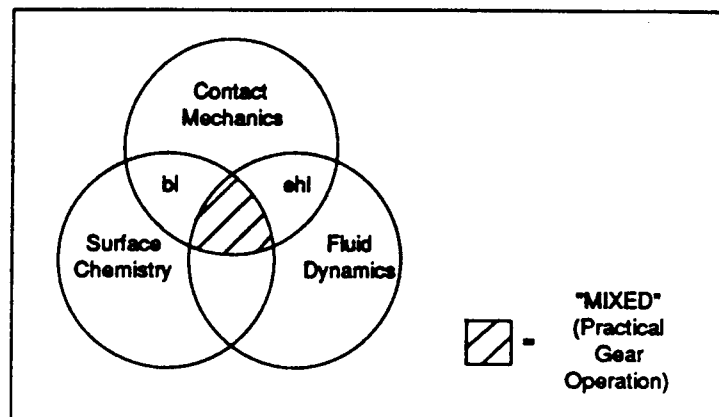 Contact
Mechanics
bl
ehl
Surface
Chemistry
Fluid
Dynamics
=
"MIXED"
(Practical
Gear
Operation)